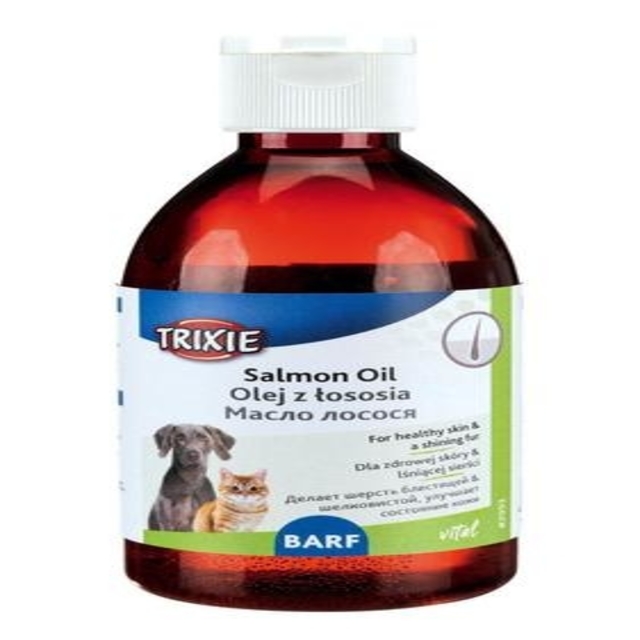 TRIXIE
Salmon Oil
Olej z łososia
Масло лосося
For healthy skin &
a shining fur
Dla zdrowej skóry &
lśniącej sierści
Делает шерсть блестящей &
шелковистой, улучшает
состояние кожи
BARF
vital